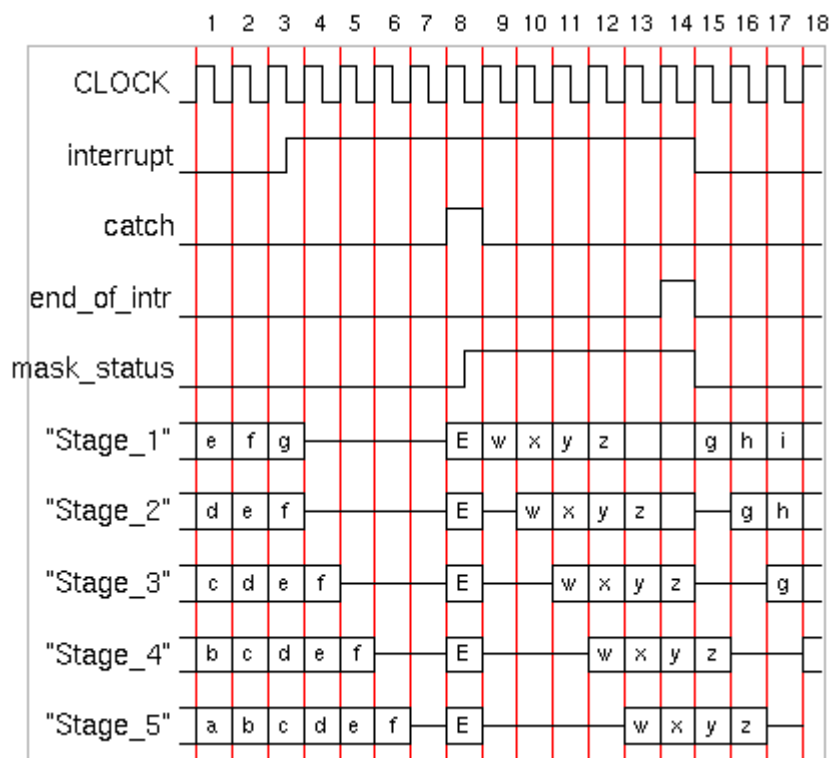 1 2 3 4 5 6 7 8 9 10 11 12 13 14 15 16 17 18
CLOCK
interrupt
catch
end_of_intr
mask_status
"Stage_1" e f g E w x y z g h i
"Stage_2" d e f E w x y z g h
"Stage_3" c d e f E w x y z g
"Stage_4" b c d e f E w x y z
"Stage_5" a b c d e f E w x y z